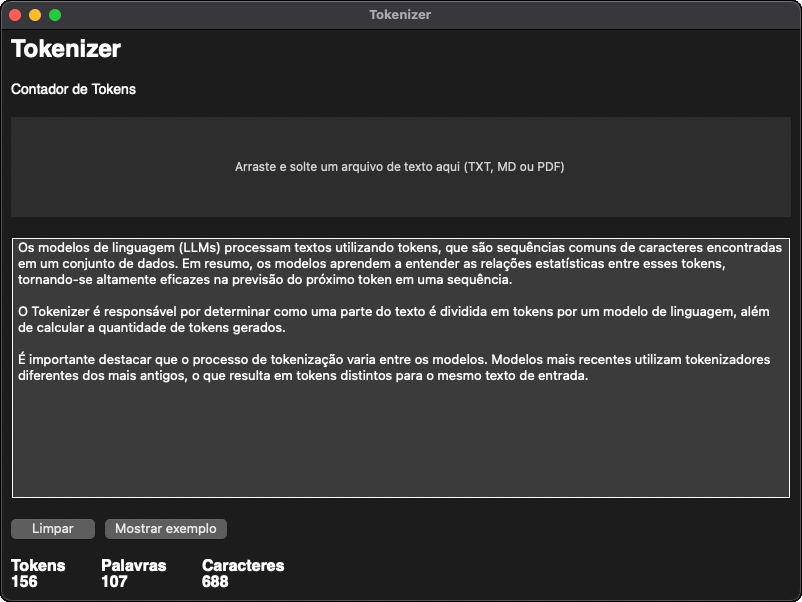 Tokenizer
Tokenizer
Contador de Tokens
Arraste e solte um arquivo de texto aqui (TXT, MD ou PDF)
Os modelos de linguagem (LLMs) processam textos utilizando tokens, que são sequências comuns de caracteres encontradas
em um conjunto de dados. Em resumo, os modelos aprendem a entender as relações estatísticas entre esses tokens,
tornando-se altamente eficazes na previsão do próximo token em uma sequência.
O Tokenizer é responsável por determinar como uma parte do texto é dividida em tokens por um modelo de linguagem, além
de calcular a quantidade de tokens gerados.
É importante destacar que o processo de tokenização varia entre os modelos. Modelos mais recentes utilizam tokenizadores
diferentes dos mais antigos, o que resulta em tokens distintos para o mesmo texto de entrada.
Limpar Mostrar exemplo
Tokens Palavras Caracteres
156 107 688